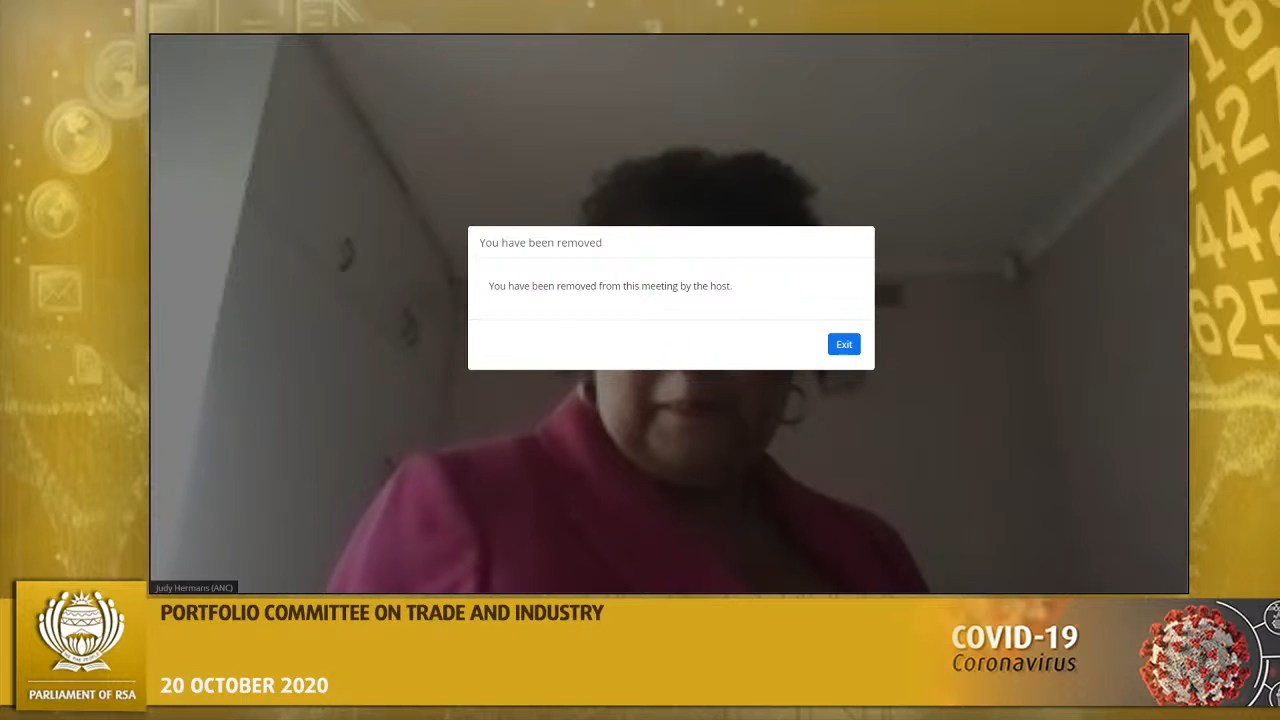 You have been removed
You have been removed from this meeting by the host.
Exit
Judy Hermans (ANC)
PORTFOLIO COMMITTEE ON TRADE AND INDUSTRY
20 OCTOBER 2020
COVID-19
Coronavirus
PARLIAMENT OF RSA